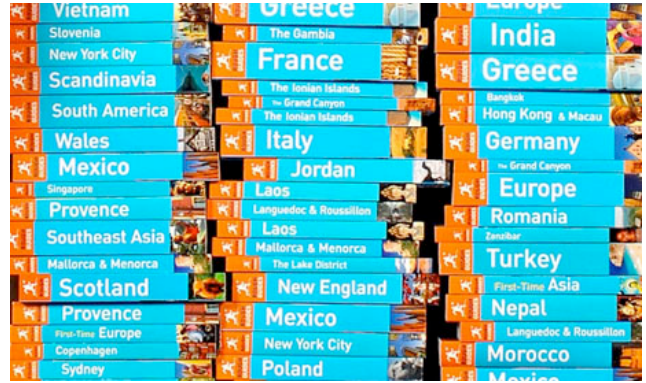 Vietnam
Slovenia
New York City
Scandinavia
South America
Wales
Mexico
Singapore
Provence
Southeast Asia
Mallorca & Menorca
Scotland
Provence
First-Time Europe
Copenhagen
Sydney
Greece
The Gambia
France
The Ionian Islands
The Grand Canyon
The Ionian Islands
Italy
Jordan
Laos
Languedoc & Roussillon
Laos
Mallorca & Menorca
The Lake District
New England
Mexico
New York City
Poland
Europe
India
Greece
Bangkok
Hong Kong & Macau
Germany
The Grand Canyon
Europe
Romania
Zanzibar
Turkey
First-Time Asia
Nepal
Languedoc & Roussillon
Morocco
Mexico